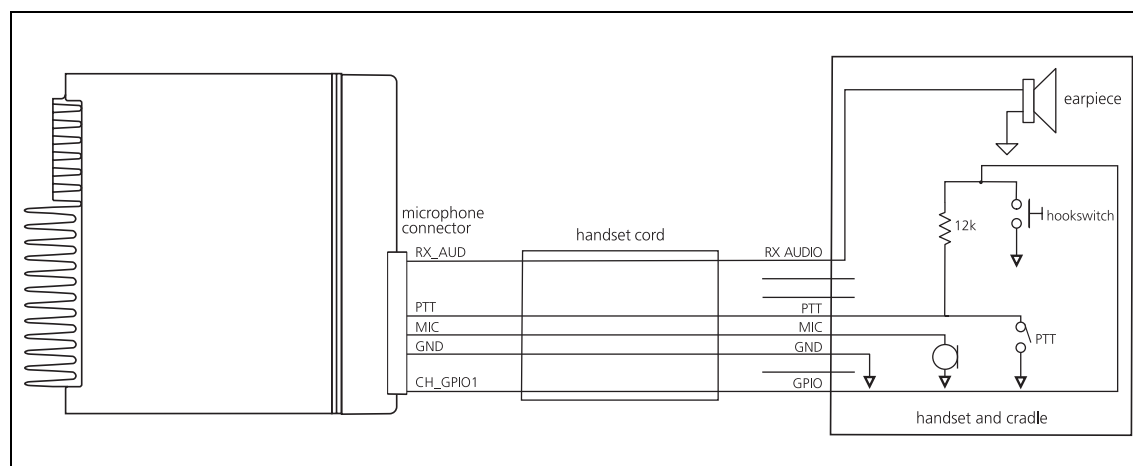 earpiece
microphone
connector
handset cord
12k
hookswitch
RX_AUD
RX AUDIO
PTT
PTT
MIC
MIC
PTT
GND
GND
CH_GPIO1
GPIO
handset and cradle